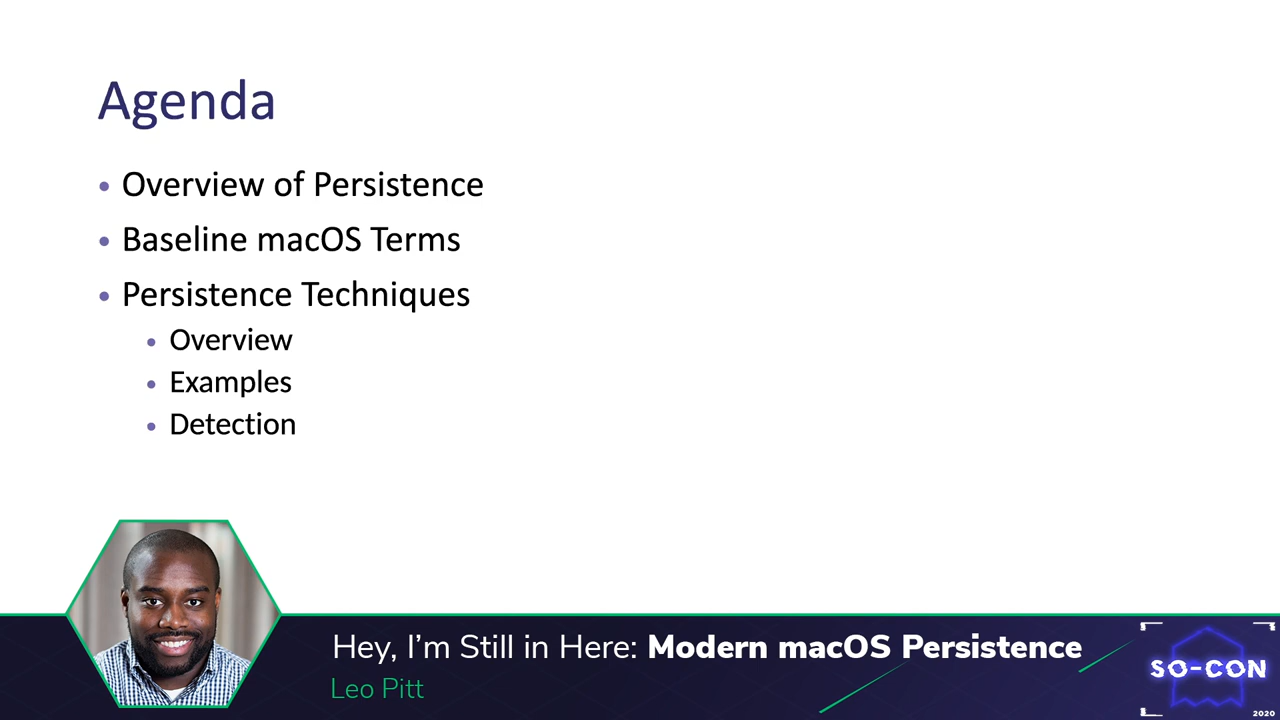 Agenda
• Overview of Persistence
• Baseline macOS Terms
• Persistence Techniques
• Overview
• Examples
• Detection
Hey, I’m Still in Here: Modern macOS Persistence
Leo Pitt
SO-CON
2020